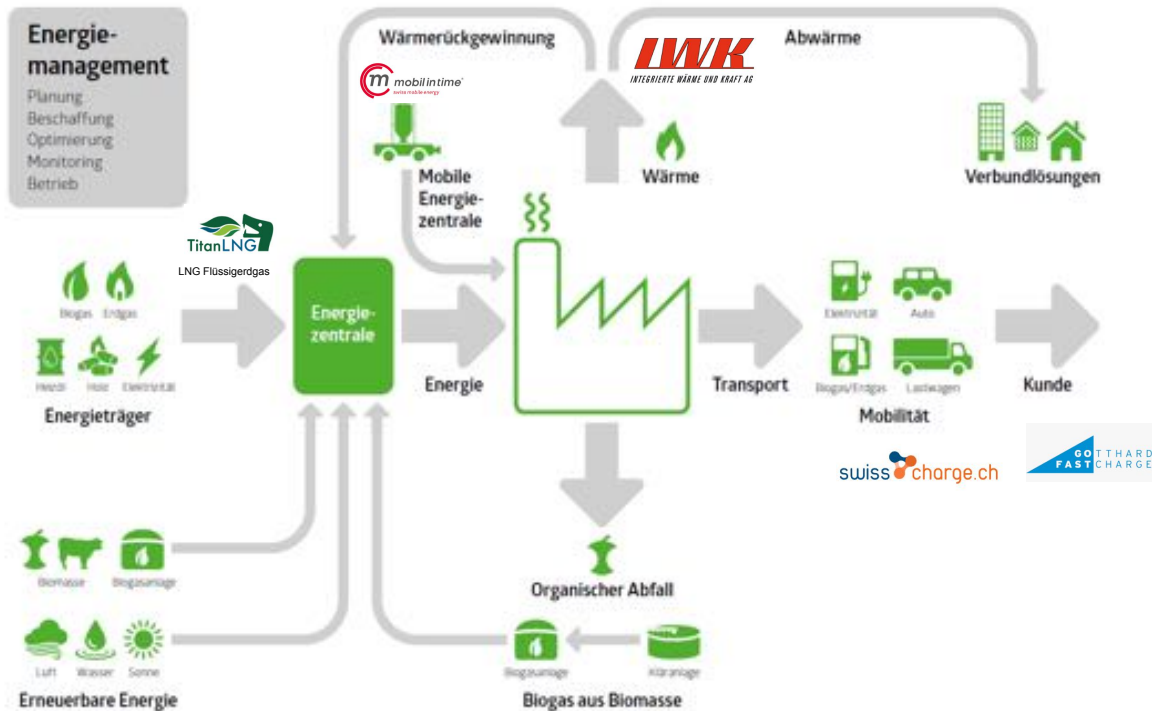 Energie-
management
Planung
Beschaffung
Optimierung
Monitoring
Betrieb
Wärmerückgewinnung
IWK
INTEGRIERTE WÄRME UND KRAFT AG
Abwärme
m mobilintime®
swiss mobile energy
Mobile
Energie-
zentrale
Wärme
Verbundlösungen
TitanLNG
LNG Flüssigerdgas
Biogas Erdgas
Heizöl Holz Elektrizität
Energieträger
Energie-
zentrale
Energie
Transport
Elektrizität Auto
Biogas/Erdgas Lastwagen
Mobilität
Kunde
swisscharge.ch
GOTTHARD
FASTCHARGE
Biomasse Biogasanlage
Organischer Abfall
Luft Wasser Sonne
Erneuerbare Energie
Biogasanlage Kläranlage
Biogas aus Biomasse